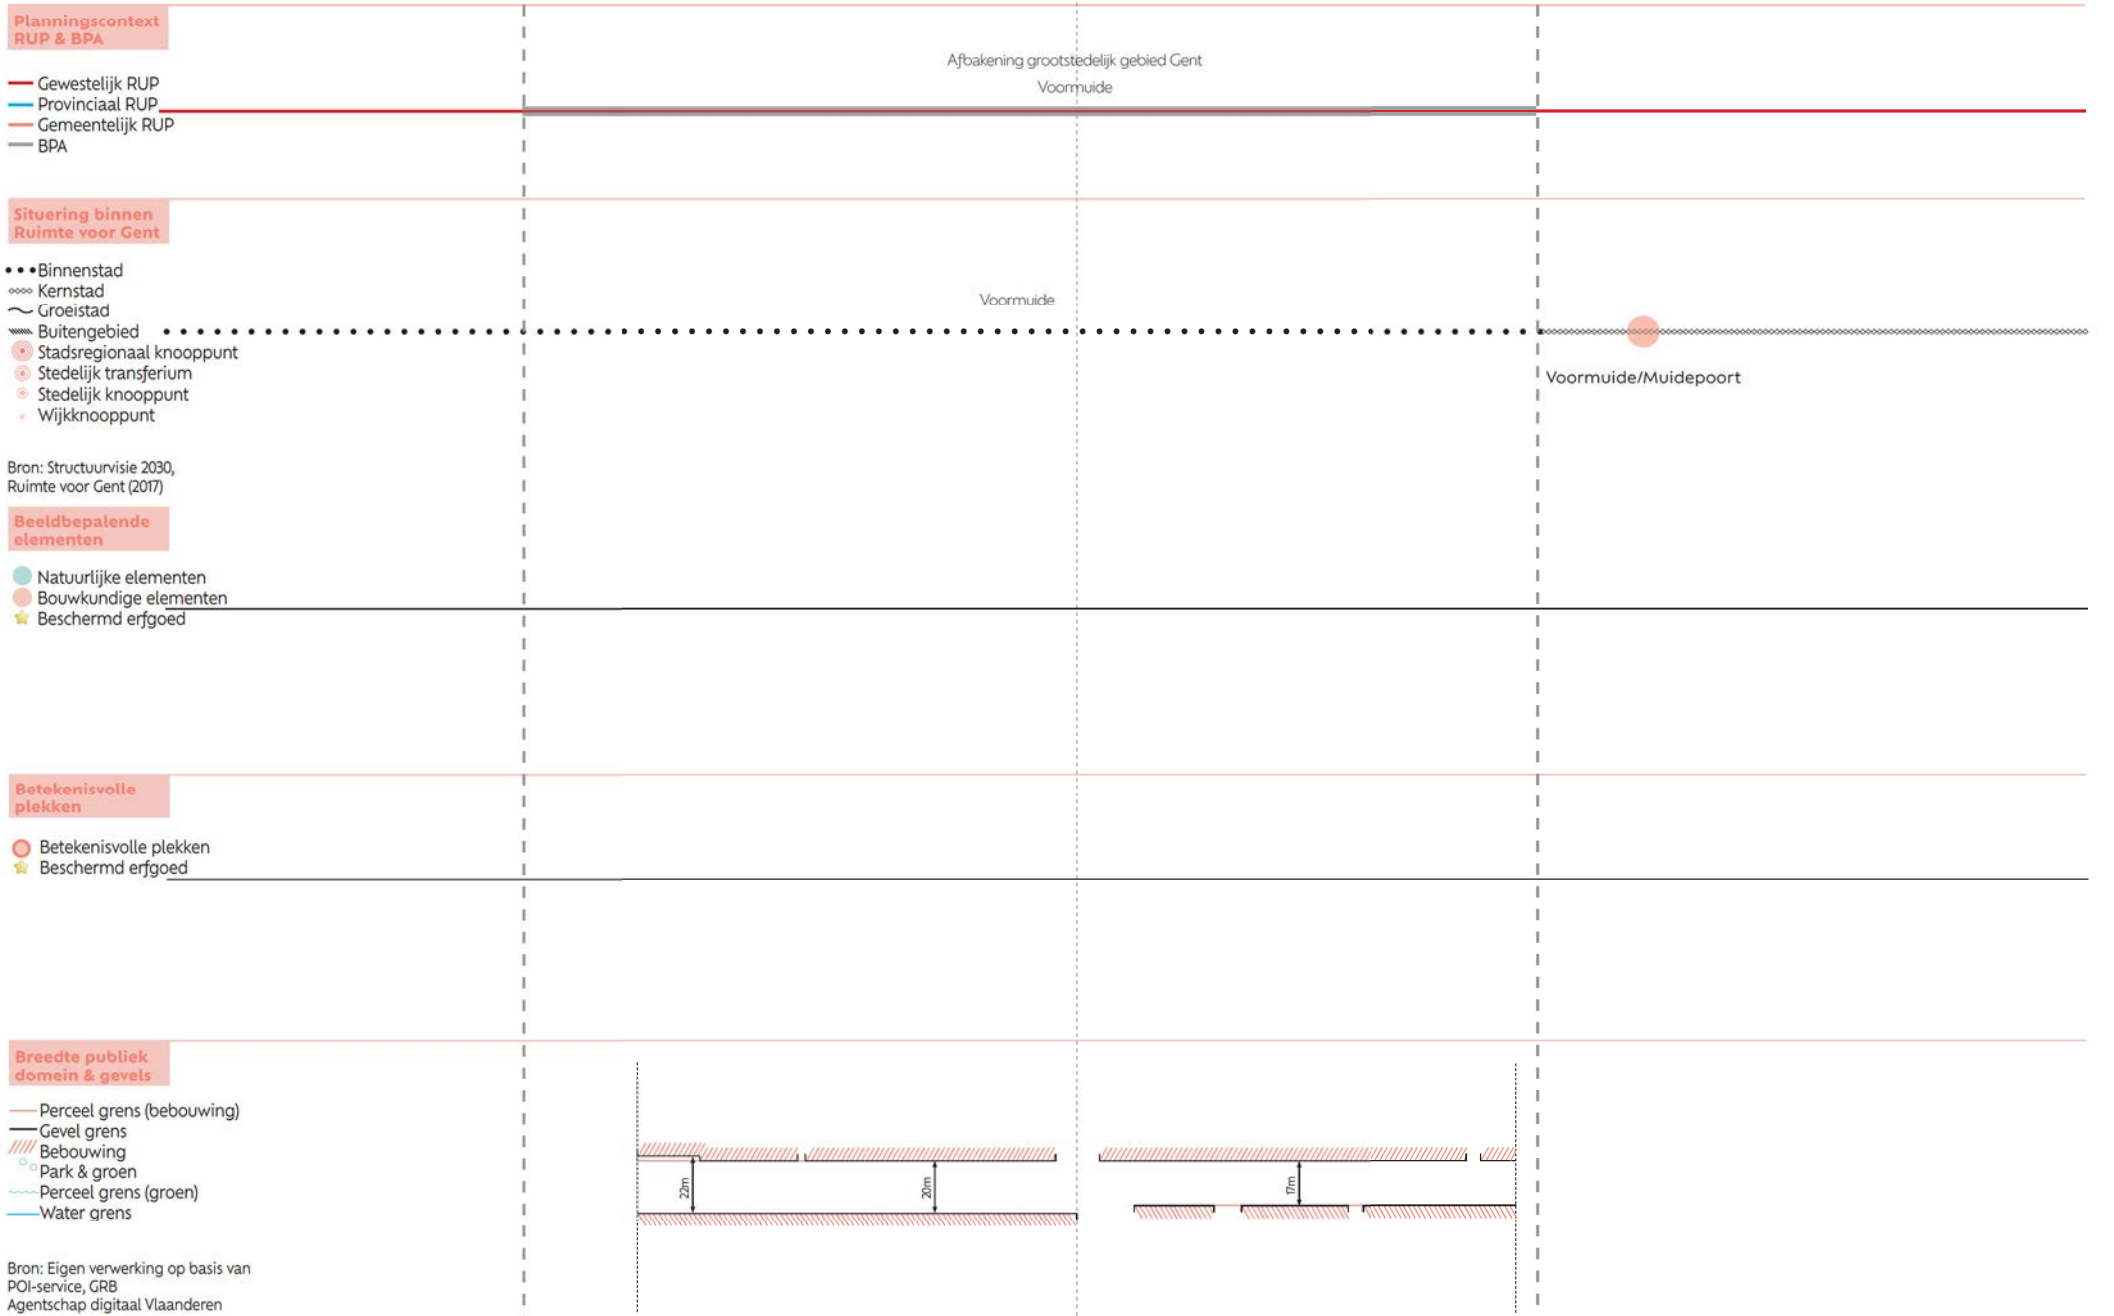 Planningscontext
RUP & BPA
Afbakening grootstedelijk gebied Gent
Voormuide
Gewestelijk RUP
Provinciaal RUP
Gemeentelijk RUP
BPA
Situering binnen
Ruimte voor Gent
Binnenstad
Kernstad
Groeistad
Buitengebied
Stadsregionaal knooppunt
Stedelijk transferium
Stedelijk knooppunt
Wijkknooppunt
Voormuide
Voormuide/Muidepoort
Bron: Structuurvisie 2030,
Ruimte voor Gent (2017)
Beeldbepalende
elementen
Natuurlijke elementen
Bouwkundige elementen
Beschermd erfgoed
Betekenisvolle
plekken
Betekenisvolle plekken
Beschermd erfgoed
Breedte publiek
domein & gevels
Perceel grens (bebouwing)
Gevel grens
Bebouwing
Park & groen
Perceel grens (groen)
Water grens
22m
20m
17m
Bron: Eigen verwerking op basis van
POI-service, GRB
Agentschap digitaal Vlaanderen